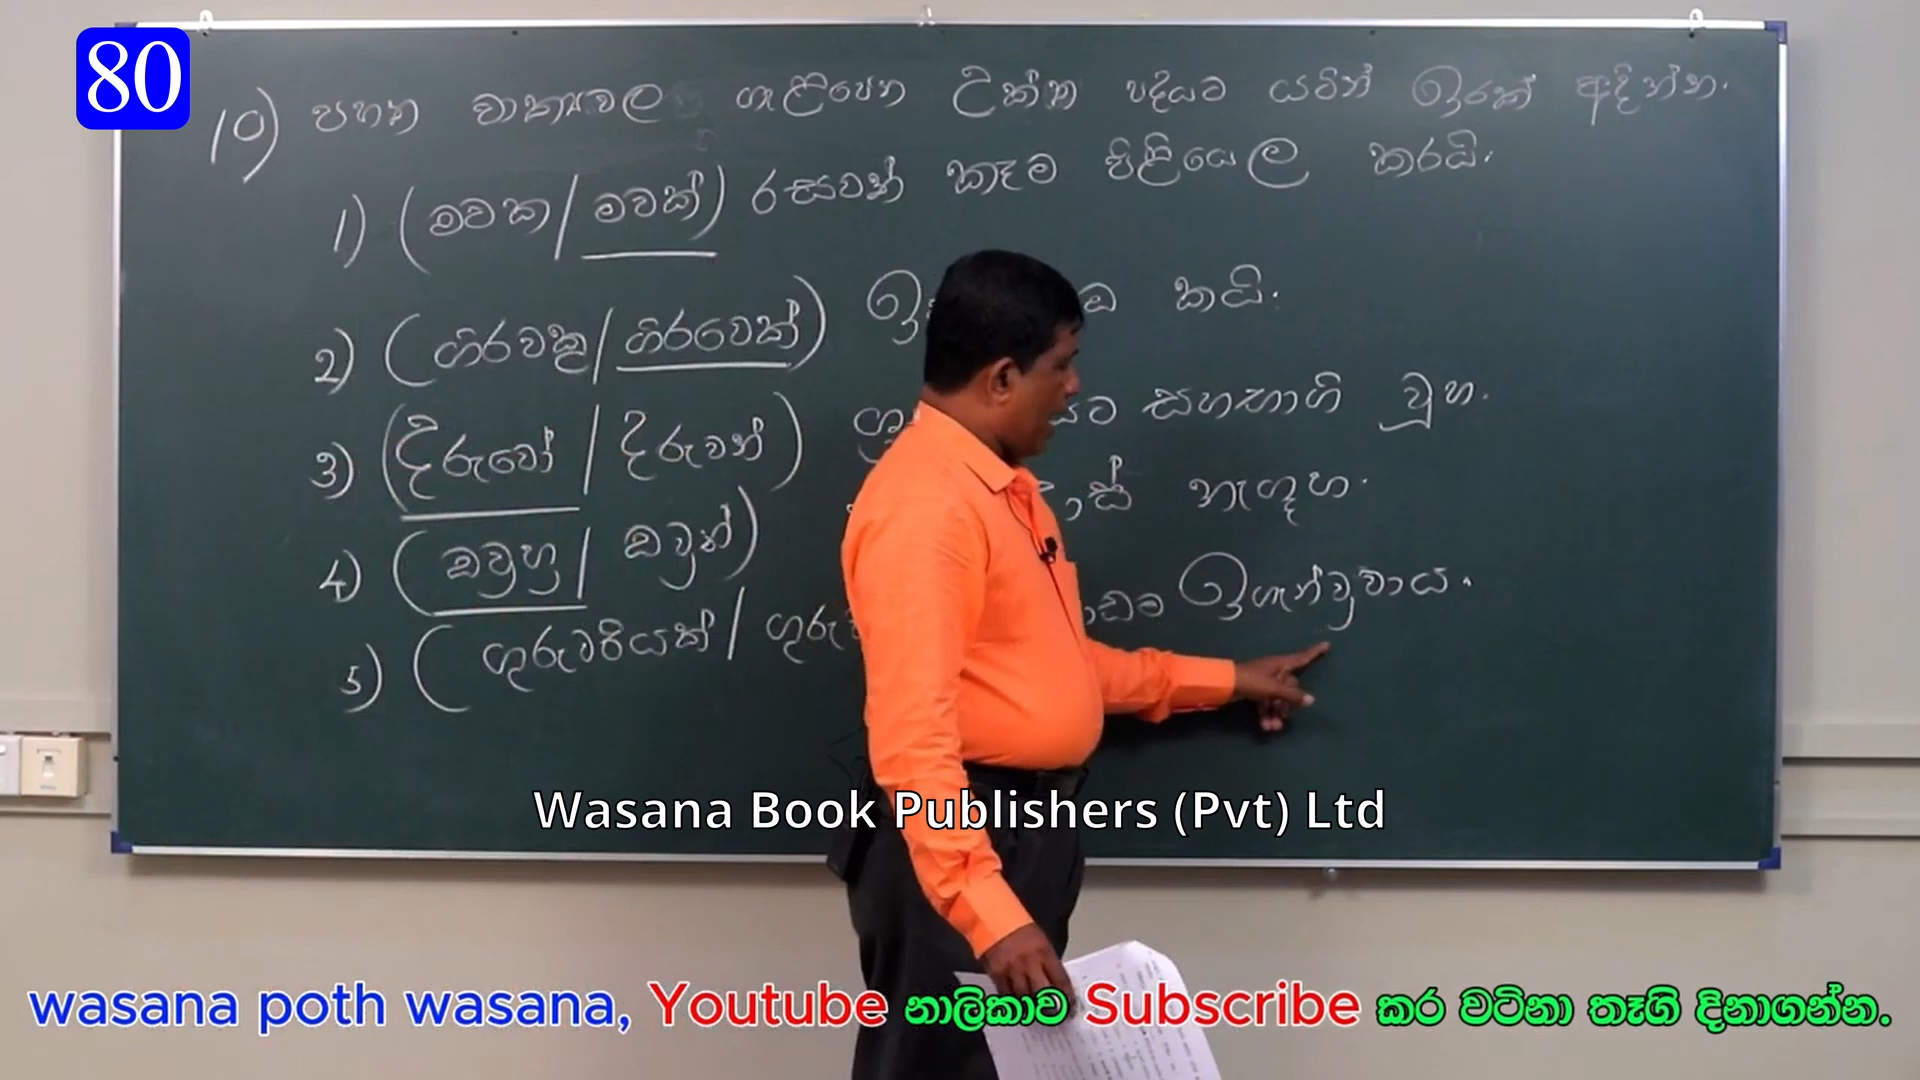 80
10) පහත වාක්‍යවල ගැළපෙන උක්ත පදයට යටින් ඉරක් අඳින්න.
1) (මවක / මවක්) රසවත් කෑම පිළියෙල කරයි.
2) (ගිරවකු / ගිරවෙක්) කයි.
3) (දරුවෝ / දරුවන්) සහභාගි වූහ.
4) (ඔවුහු / ඔවුන්) නැගූහ.
5) (ගුරුවරියක් / ඉගැන්වූවාය.
Wasana Book Publishers (Pvt) Ltd
wasana poth wasana, Youtube නාලිකාව Subscribe කර වටිනා තෑගි දිනාගන්න.